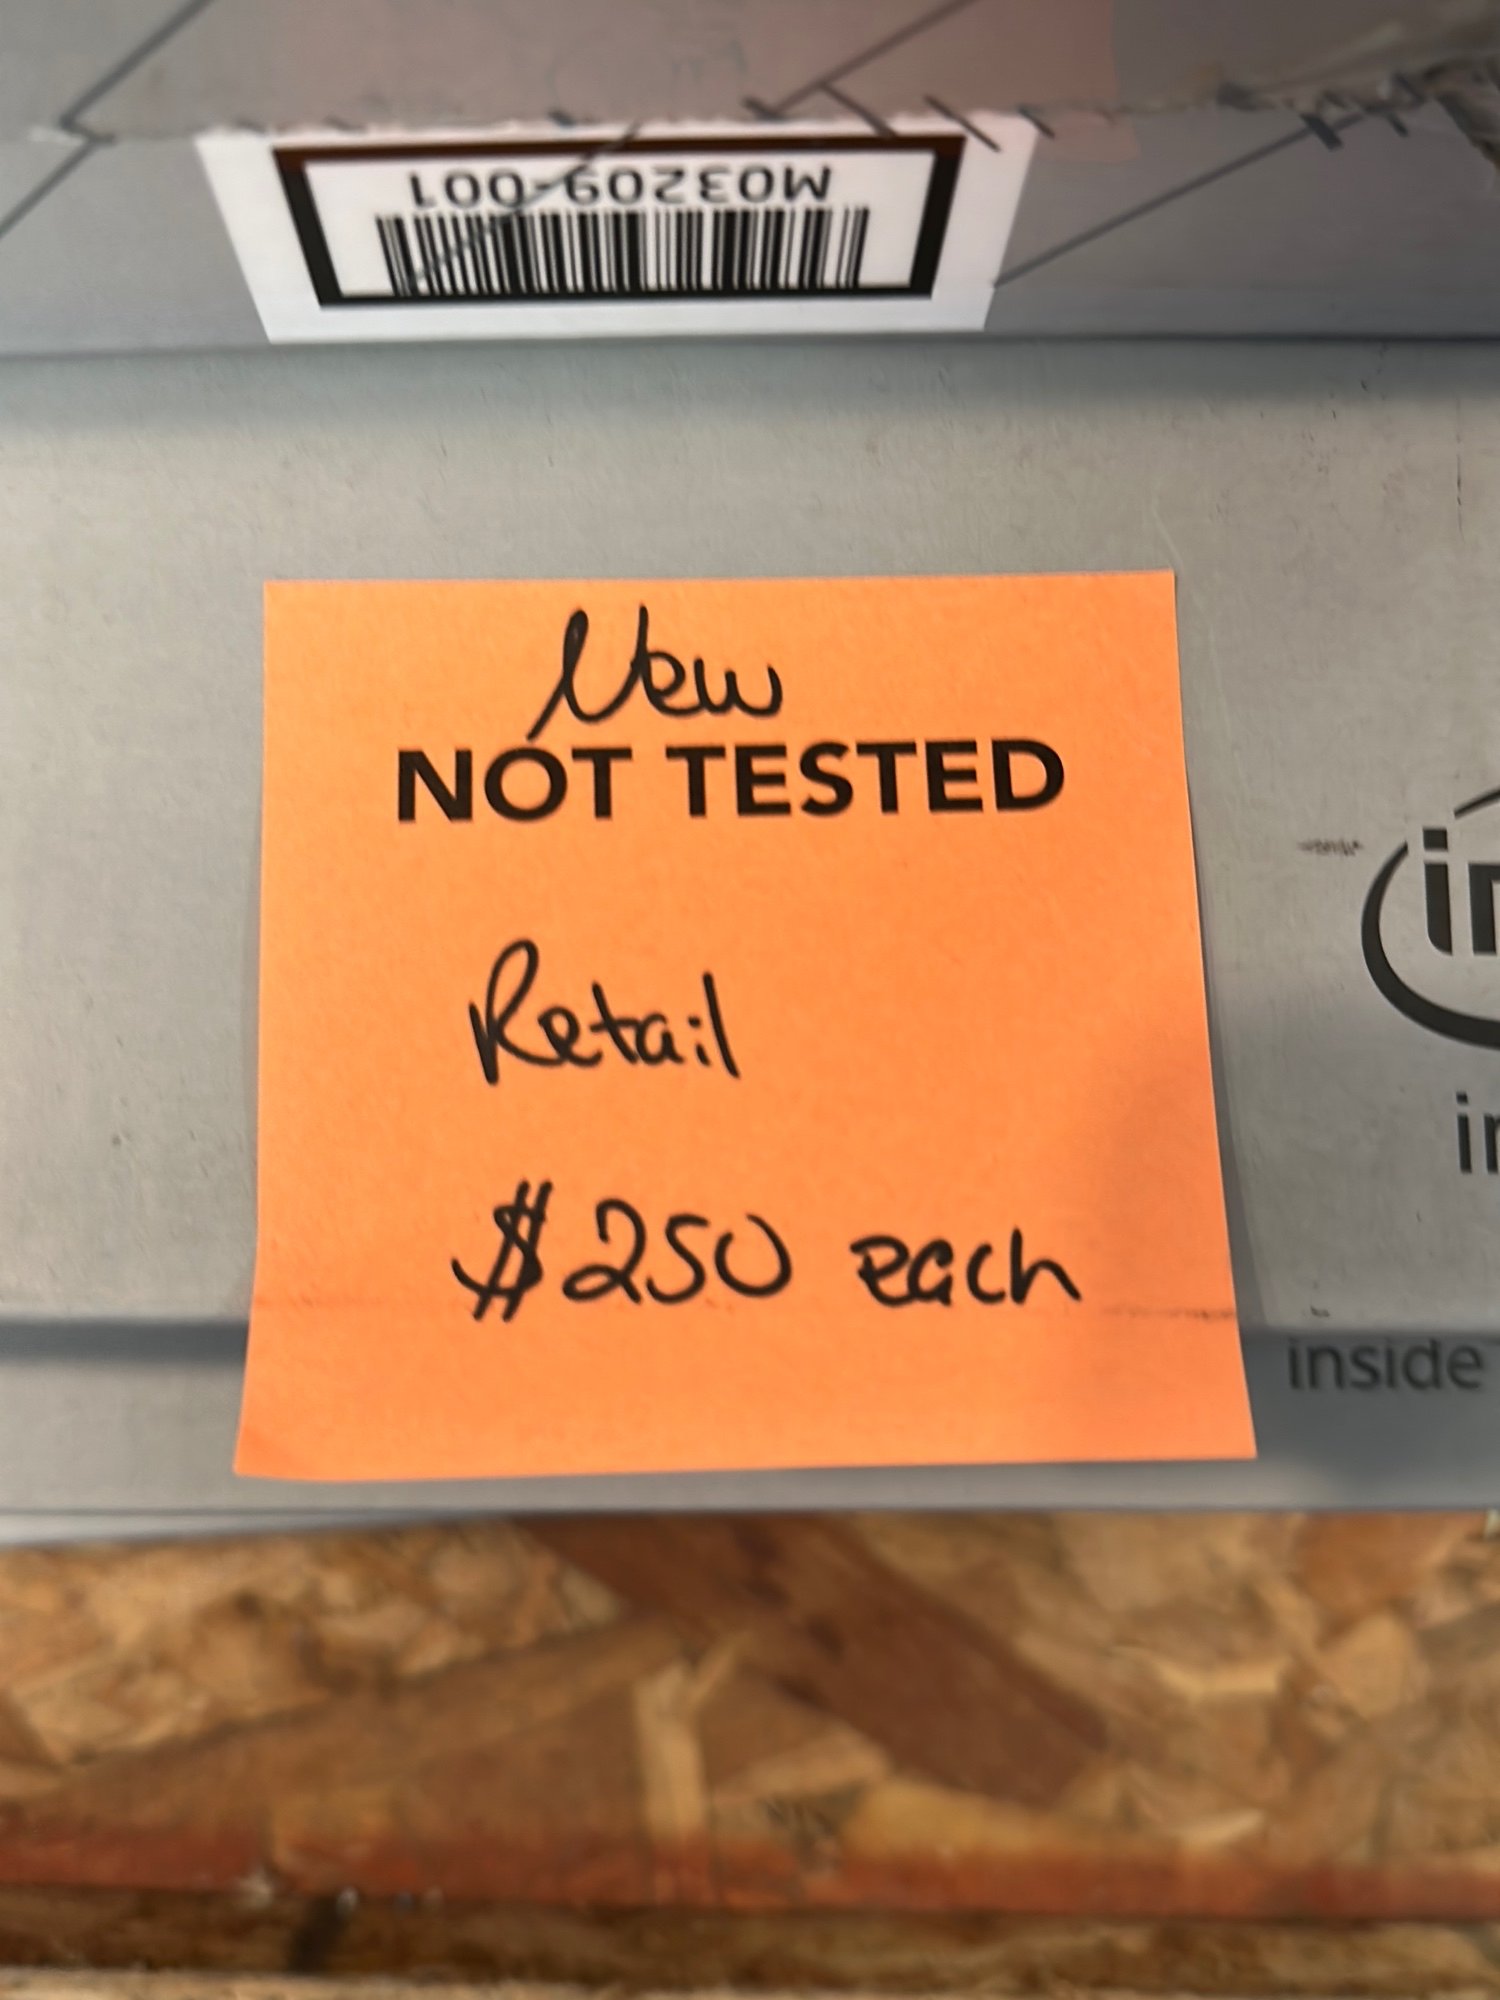 M03209-001
New
NOT TESTED
Retail
$250 each
inside